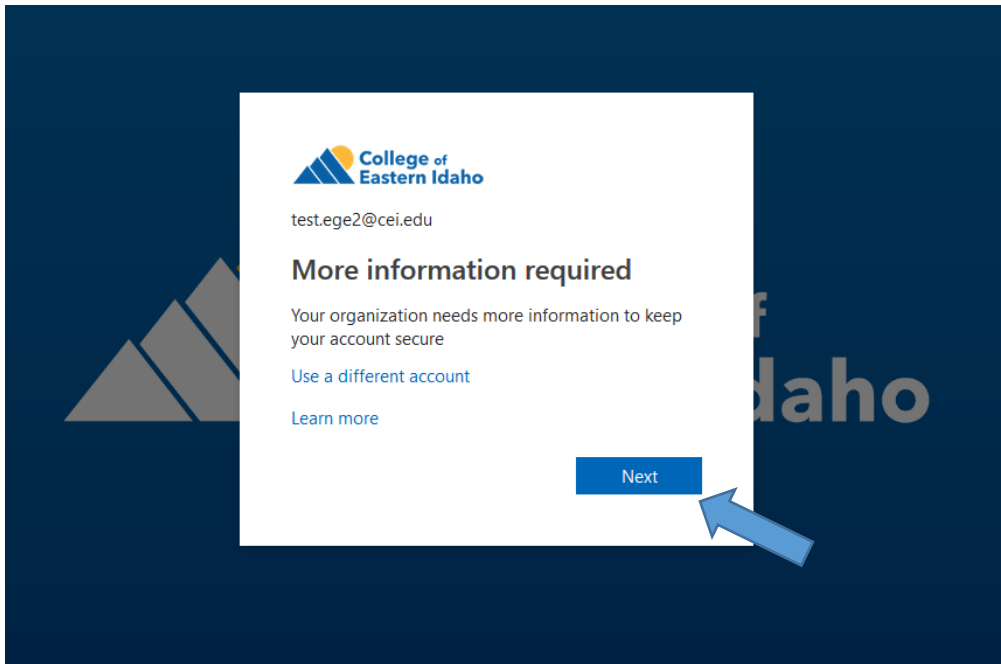 College of
Eastern Idaho
test.ege2@cei.edu
More information required
Your organization needs more information to keep
your account secure
Use a different account
Learn more
Next
f
daho